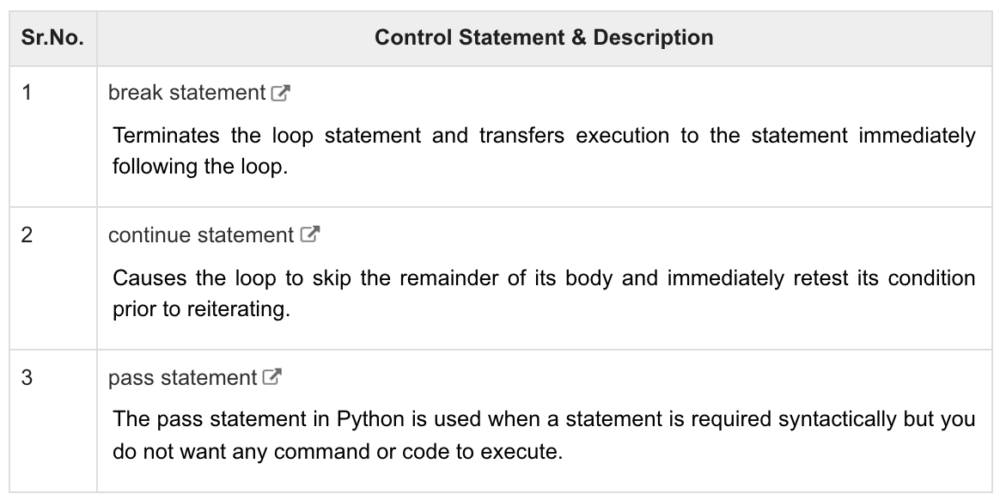 Sr.No. Control Statement & Description
1 break statement
Terminates the loop statement and transfers execution to the statement immediately
following the loop.
2 continue statement
Causes the loop to skip the remainder of its body and immediately retest its condition
prior to reiterating.
3 pass statement
The pass statement in Python is used when a statement is required syntactically but you
do not want any command or code to execute.